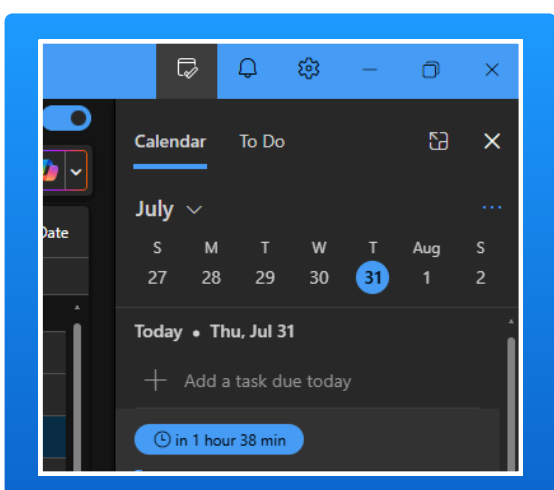 Calendar To Do
July
Date
S M T W T Aug S
27 28 29 30 31 1 2
Today • Thu, Jul 31
Add a task due today
in 1 hour 38 min